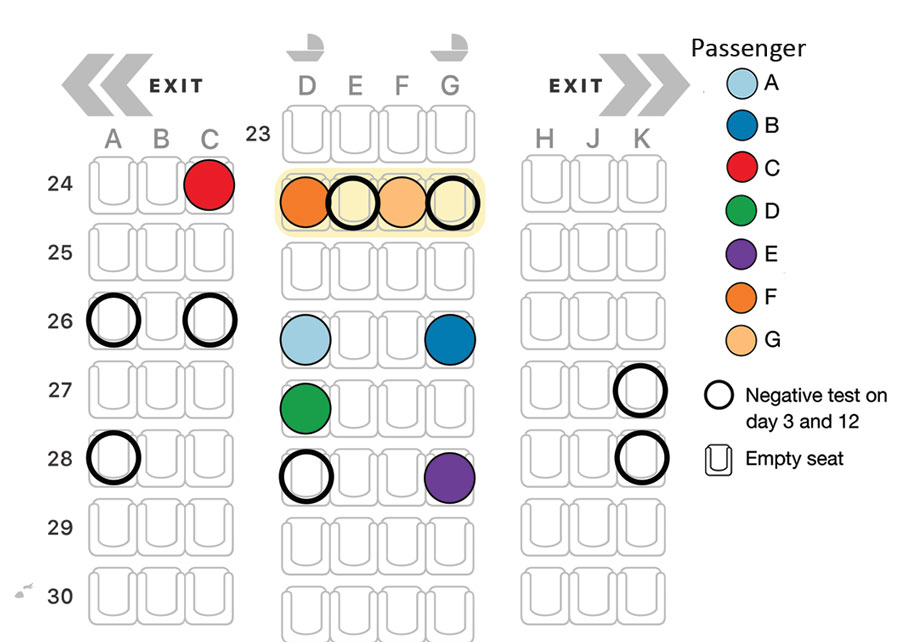 Passenger
A
B
C
D
E
F
G
Negative test on
day 3 and 12
Empty seat
EXIT
D E F G
EXIT
A B C
23
H J K
24
25
26
27
28
29
30